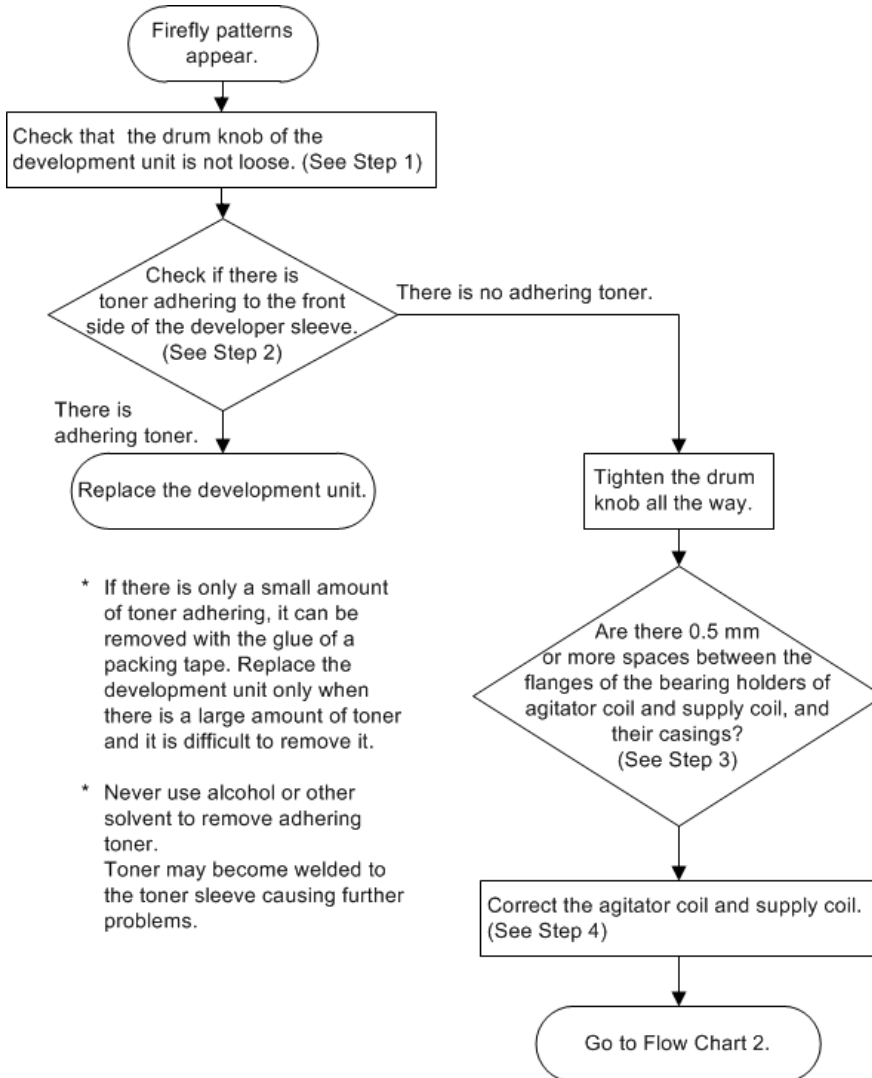 Firefly patterns
appear.
Check that the drum knob of the
development unit is not loose. (See Step 1)
Check if there is
toner adhering to the front
side of the developer sleeve.
(See Step 2)
There is no adhering toner.
There is
adhering toner.
Replace the development unit.
Tighten the drum
knob all the way.
* If there is only a small amount
of toner adhering, it can be
removed with the glue of a
packing tape. Replace the
development unit only when
there is a large amount of toner
and it is difficult to remove it.
* Never use alcohol or other
solvent to remove adhering
toner.
Toner may become welded to
the toner sleeve causing further
problems.
Are there 0.5 mm
or more spaces between the
flanges of the bearing holders of
agitator coil and supply coil, and
their casings?
(See Step 3)
Correct the agitator coil and supply coil.
(See Step 4)
Go to Flow Chart 2.